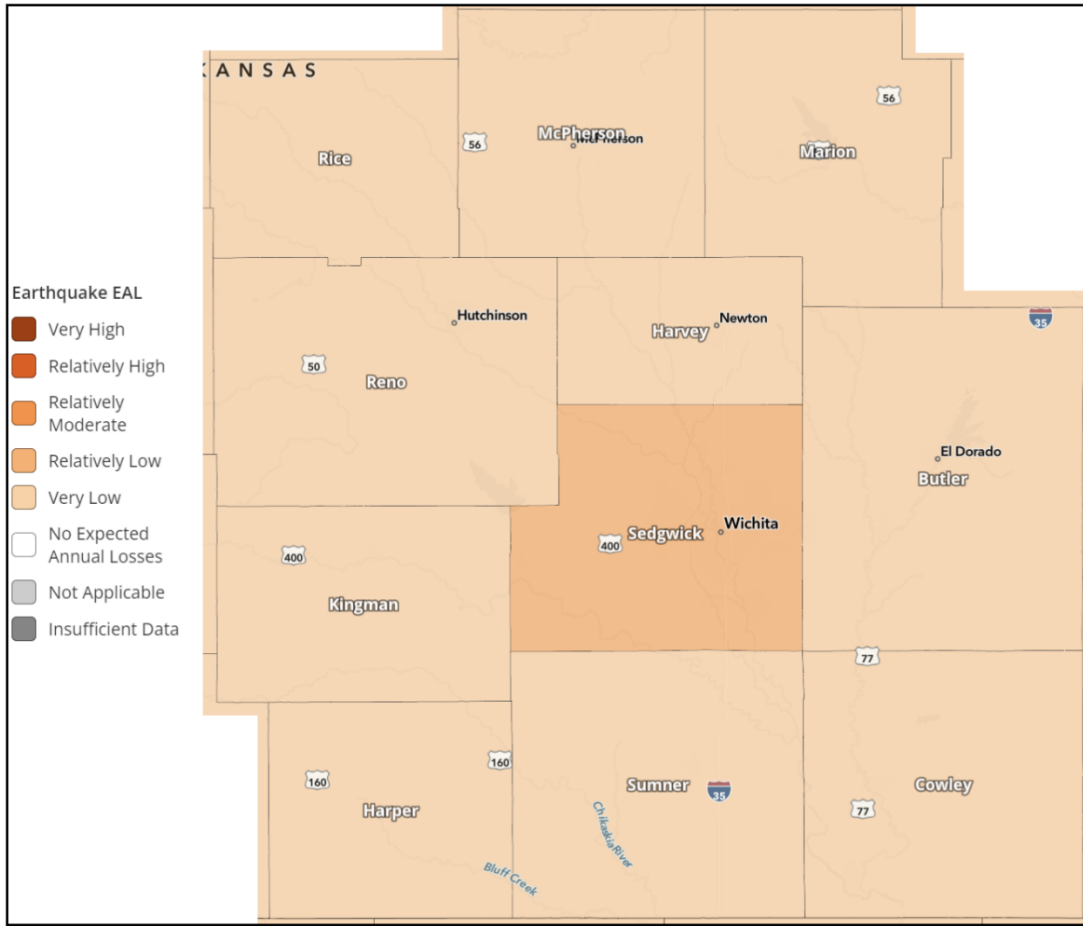 KANSAS
56
56
McPherson
McPherson
Marion
Rice
Earthquake EAL
Very High
Relatively High
Relatively
Moderate
Relatively Low
Very Low
No Expected
Annual Losses
Not Applicable
Insufficient Data
Hutchinson
Newton
35
Harvey
50
Reno
El Dorado
Butler
Wichita
Sedgwick
400
400
Kingman
77
160
160
Harper
Sumner
35
Cowley
77
Chikaskia River
Bluff Creek